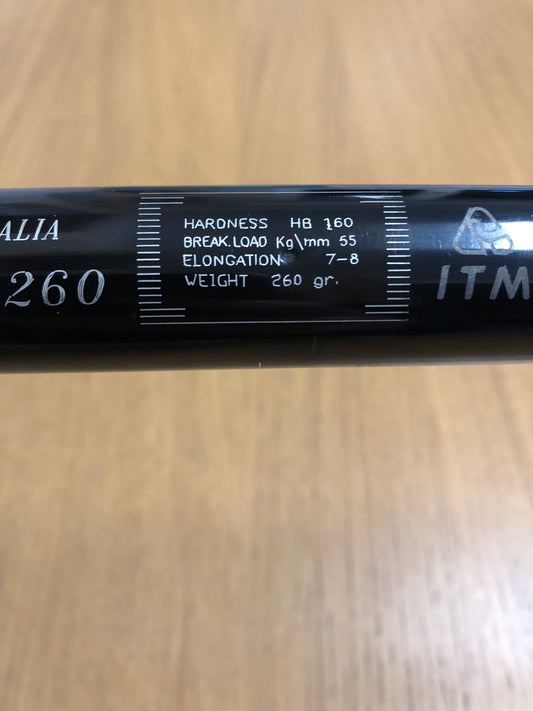 ALIA
260
HARDNESS HB 160
BREAK.LOAD Kg\mm 55
ELONGATION 7-8
WEIGHT 260 gr.
ITM